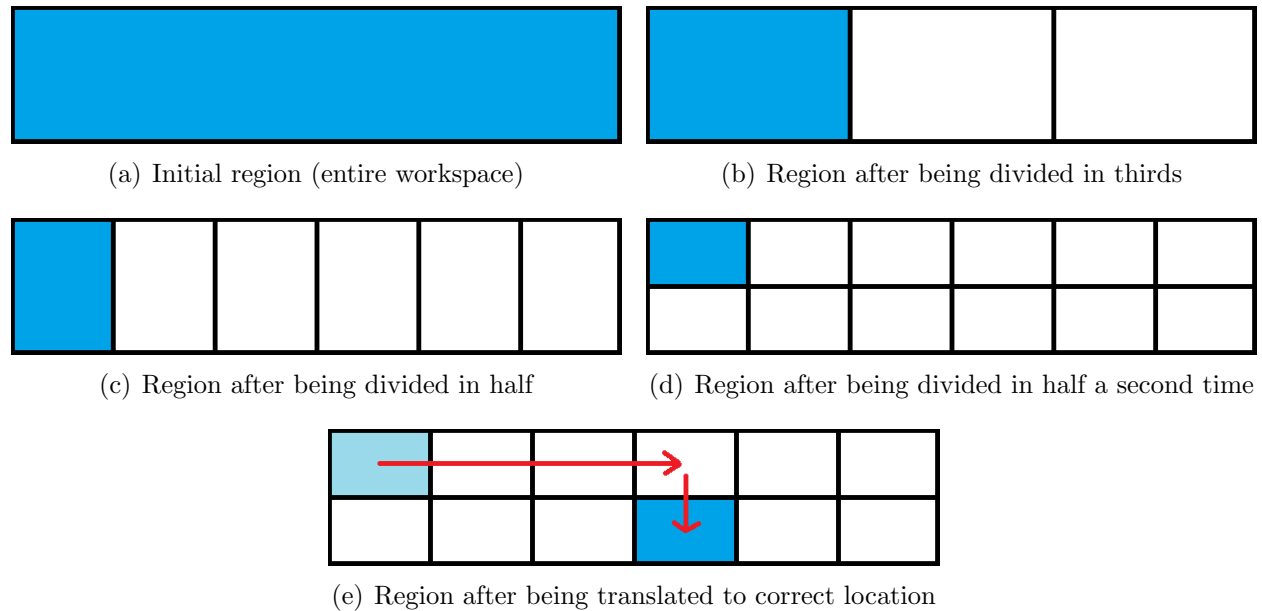 (a) Initial region (entire workspace)
(b) Region after being divided in thirds
(c) Region after being divided in half
(d) Region after being divided in half a second time
(e) Region after being translated to correct location